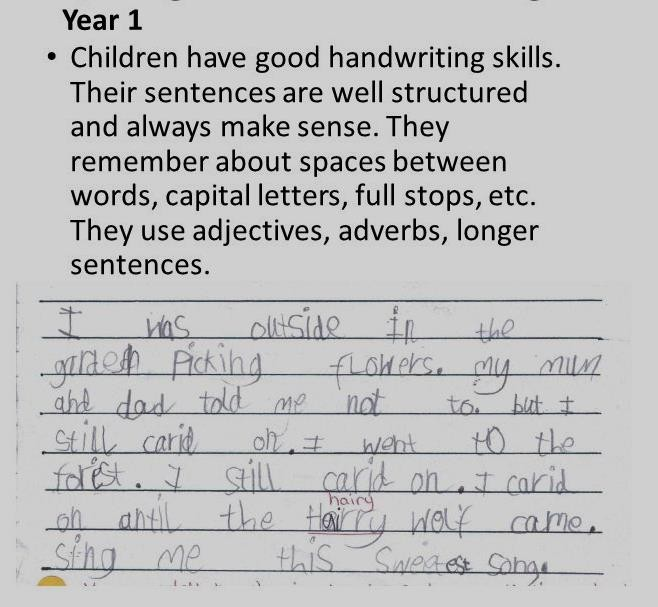 Year 1
• Children have good handwriting skills.
Their sentences are well structured
and always make sense. They
remember about spaces between
words, capital letters, full stops, etc.
They use adjectives, adverbs, longer
sentences.
I was outside in the
garden Picking fLowers. my mum
and dad told me not to. but I
still carid on. I went to the
forest. I still carid on. I carid
hairy
on antil the Hairry wolf came.
sing me this Sweetest Song.